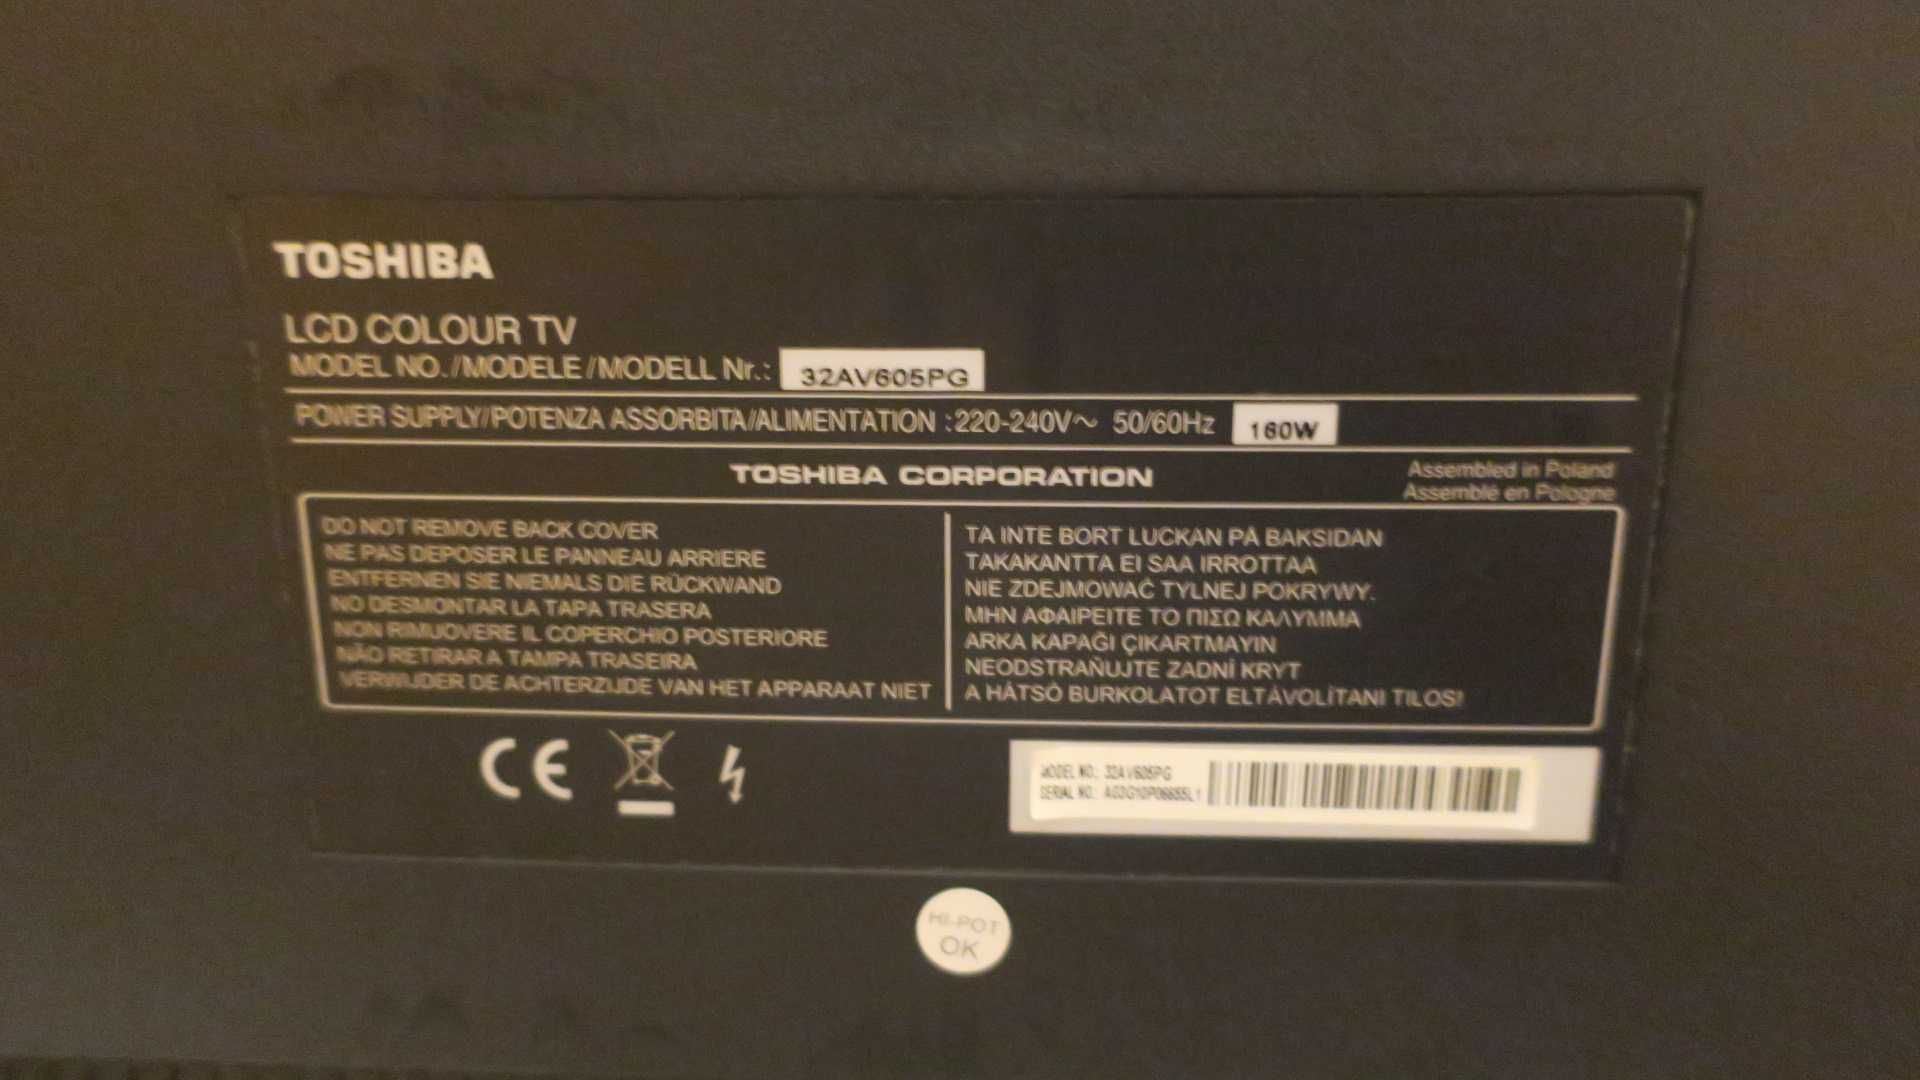 TOSHIBA
LCD COLOUR TV
MODEL NO./MODELE/MODELL Nr.: 32AV605PG
POWER SUPPLY/POTENZA ASSORBITA/ALIMENTATION :220-240V~ 50/60Hz 160W
TOSHIBA CORPORATION
Assembled in Poland
Assemblé en Pologne
DO NOT REMOVE BACK COVER
NE PAS DEPOSER LE PANNEAU ARRIERE
ENTFERNEN SIE NIEMALS DIE RÜCKWAND
NO DESMONTAR LA TAPA TRASERA
NON RIMUOVERE IL COPERCHIO POSTERIORE
NÃO RETIRAR A TAMPA TRASEIRA
VERWIJDER DE ACHTERZIJDE VAN HET APPARAAT NIET
TA INTE BORT LUCKAN PÅ BAKSIDAN
TAKAKANTTA EI SAA IRROTTAA
NIE ZDEJMOWAĆ TYLNEJ POKRYWY.
ΜΗΝ ΑΦΑΙΡΕΙΤΕ ΤΟ ΠΙΣΩ ΚΑΛΥΜΜΑ
ARKA KAPAĞI ÇIKARTMAYIN
NEODSTRAŇUJTE ZADNÍ KRYT
A HÁTSÓ BURKOLATOT ELTÁVOLÍTANI TILOS!
CE
MODEL NO.: 32AV605PG
SERIAL NO.:
HI-POT
OK